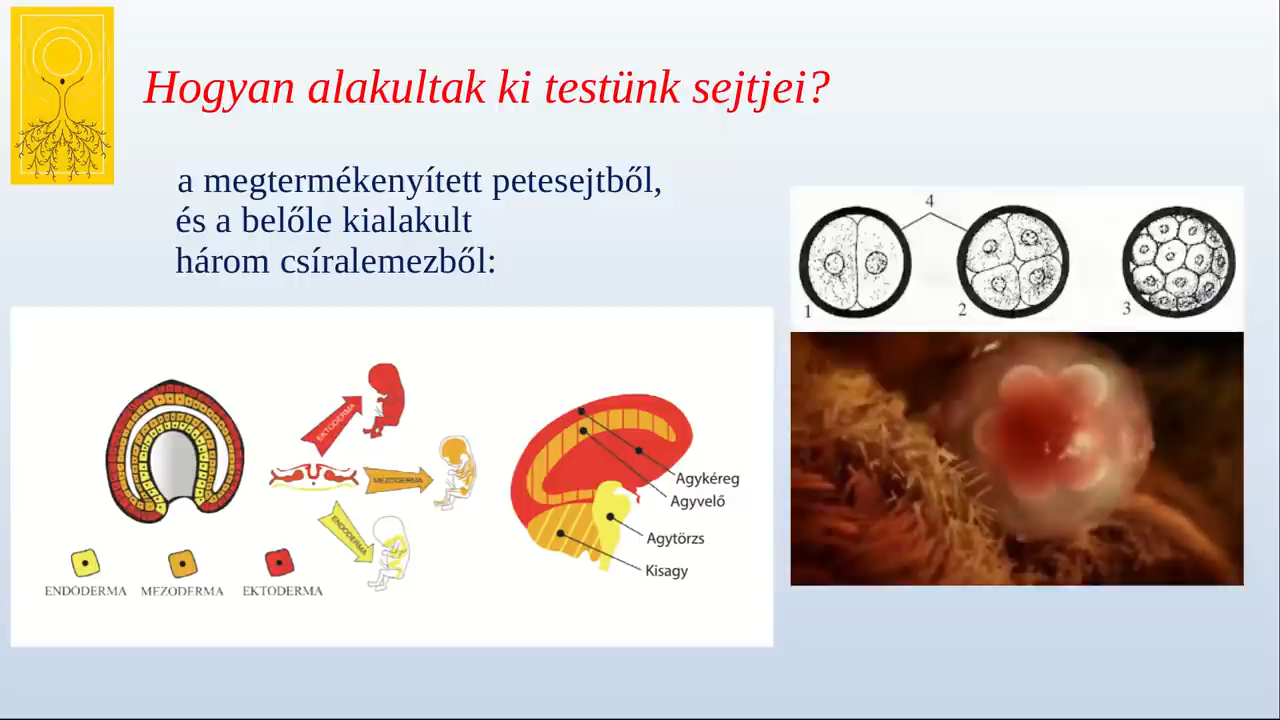 Hogyan alakultak ki testünk sejtjei?
a megtermékenyített petesejtből,
és a belőle kialakult
három csíralemezből:
4
1
2
3
EKTODERMA
MEZODERMA
ENDODERMA
Agykéreg
Agyvelő
Agytörzs
Kisagy
ENDODERMA MEZODERMA EKTODERMA